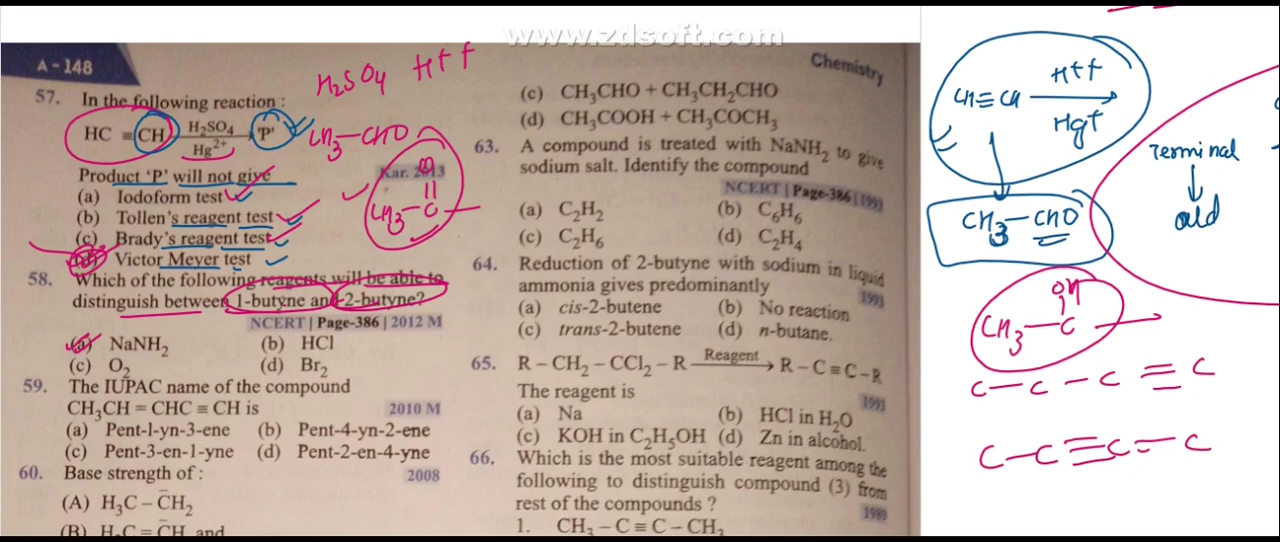 www.zdsoft.com
A - 148
Chemistry
H2SO4 H++
57. In the following reaction :
HC ≡ CH H2SO4 / Hg2+ → 'P'
CH3—CHO
Product 'P' will not give
Kar. 2013
(a) Iodoform test
(b) Tollen's reagent test
(c) Brady's reagent test
(d) Victor Meyer test
O
||
CH3—C—
58. Which of the following reagents will be able to
distinguish between 1-butyne and 2-butyne?
NCERT | Page-386 | 2012 M
(a) NaNH2 (b) HCl
(c) O2 (d) Br2
59. The IUPAC name of the compound
CH3CH = CHC ≡ CH is 2010 M
(a) Pent-l-yn-3-ene (b) Pent-4-yn-2-ene
(c) Pent-3-en-1-yne (d) Pent-2-en-4-yne
60. Base strength of : 2008
(A) H3C – C̄H2
(B) H2C = C̄H and
(c) CH3CHO + CH3CH2CHO
(d) CH3COOH + CH3COCH3
63. A compound is treated with NaNH2 to give
sodium salt. Identify the compound
NCERT | Page-386 | 1993
(a) C2H2 (b) C6H6
(c) C2H6 (d) C2H4
64. Reduction of 2-butyne with sodium in liquid
ammonia gives predominantly 1993
(a) cis-2-butene (b) No reaction
(c) trans-2-butene (d) n-butane.
65. R – CH2 – CCl2 – R Reagent → R – C ≡ C – R
The reagent is 1993
(a) Na (b) HCl in H2O
(c) KOH in C2H5OH (d) Zn in alcohol.
66. Which is the most suitable reagent among the
following to distinguish compound (3) from
rest of the compounds ? 1989
1. CH3 – C ≡ C – CH3
H++
CH≡CH →
Hg+
Terminal
↓
ald
CH3—CHO
OH
CH3—C—
C—C—C≡C
C—C≡C—C